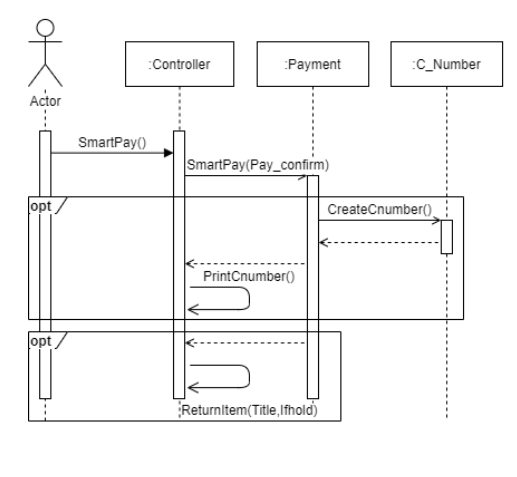 :Controller
:Payment
:C_Number
Actor
SmartPay()
SmartPay(Pay_confirm)
opt
CreateCnumber()
PrintCnumber()
opt
ReturnItem(Title,Ifhold)